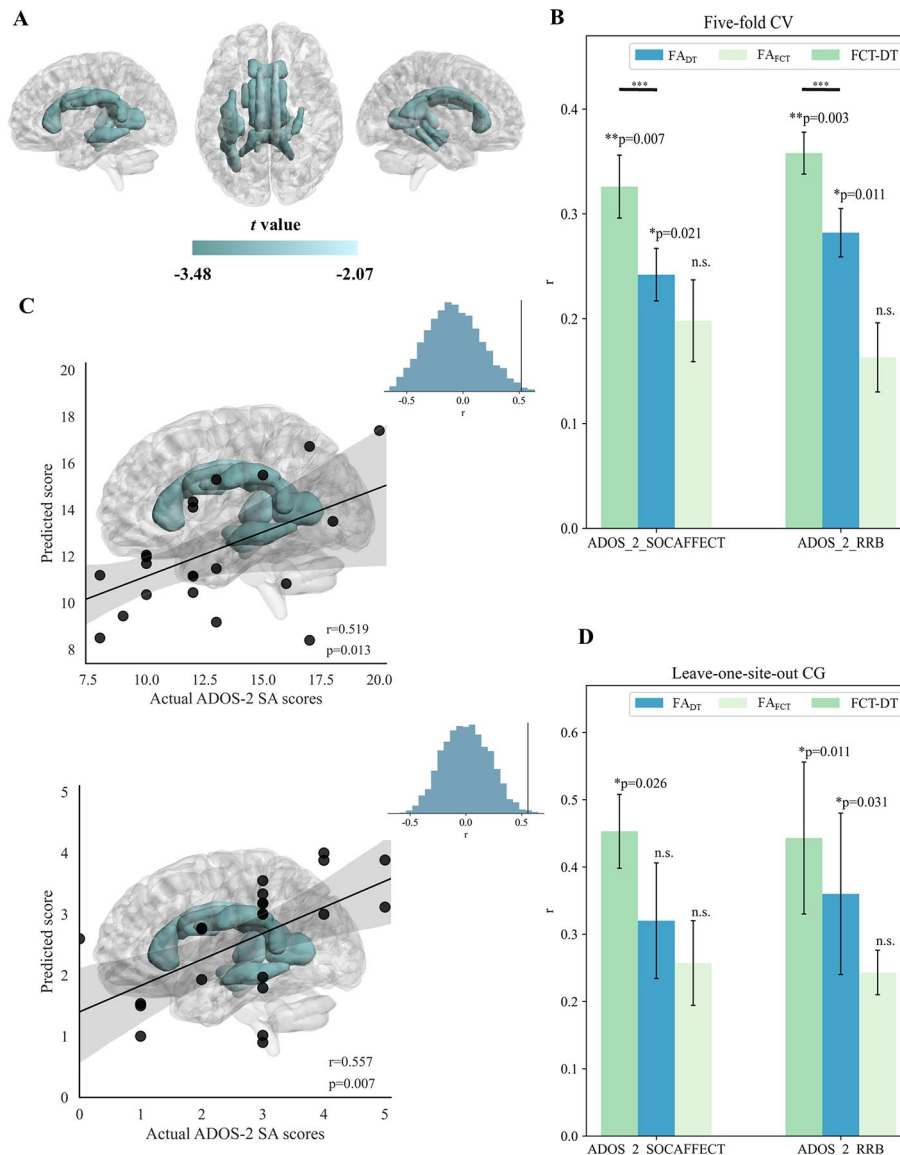 A
t value
-3.48
-2.07
B
Five-fold CV
FA_DT
FA_FCT
FCT-DT
***
***
**p=0.007
*p=0.021
n.s.
**p=0.003
*p=0.011
n.s.
0.4
0.3
0.2
0.1
0.0
r
ADOS_2_SOCAFFECT
ADOS_2_RRB
C
-0.5
0.0
0.5
r
20
18
16
14
12
10
8
Predicted score
r=0.519
p=0.013
7.5
10.0
12.5
15.0
17.5
20.0
Actual ADOS-2 SA scores
-0.5
0.0
0.5
r
5
4
3
2
1
0
Predicted score
r=0.557
p=0.007
0
1
2
3
4
5
Actual ADOS-2 SA scores
D
Leave-one-site-out CG
FA_DT
FA_FCT
FCT-DT
*p=0.026
n.s.
n.s.
*p=0.011
*p=0.031
n.s.
0.6
0.5
0.4
0.3
0.2
0.1
0.0
r
ADOS_2_SOCAFFECT
ADOS_2_RRB